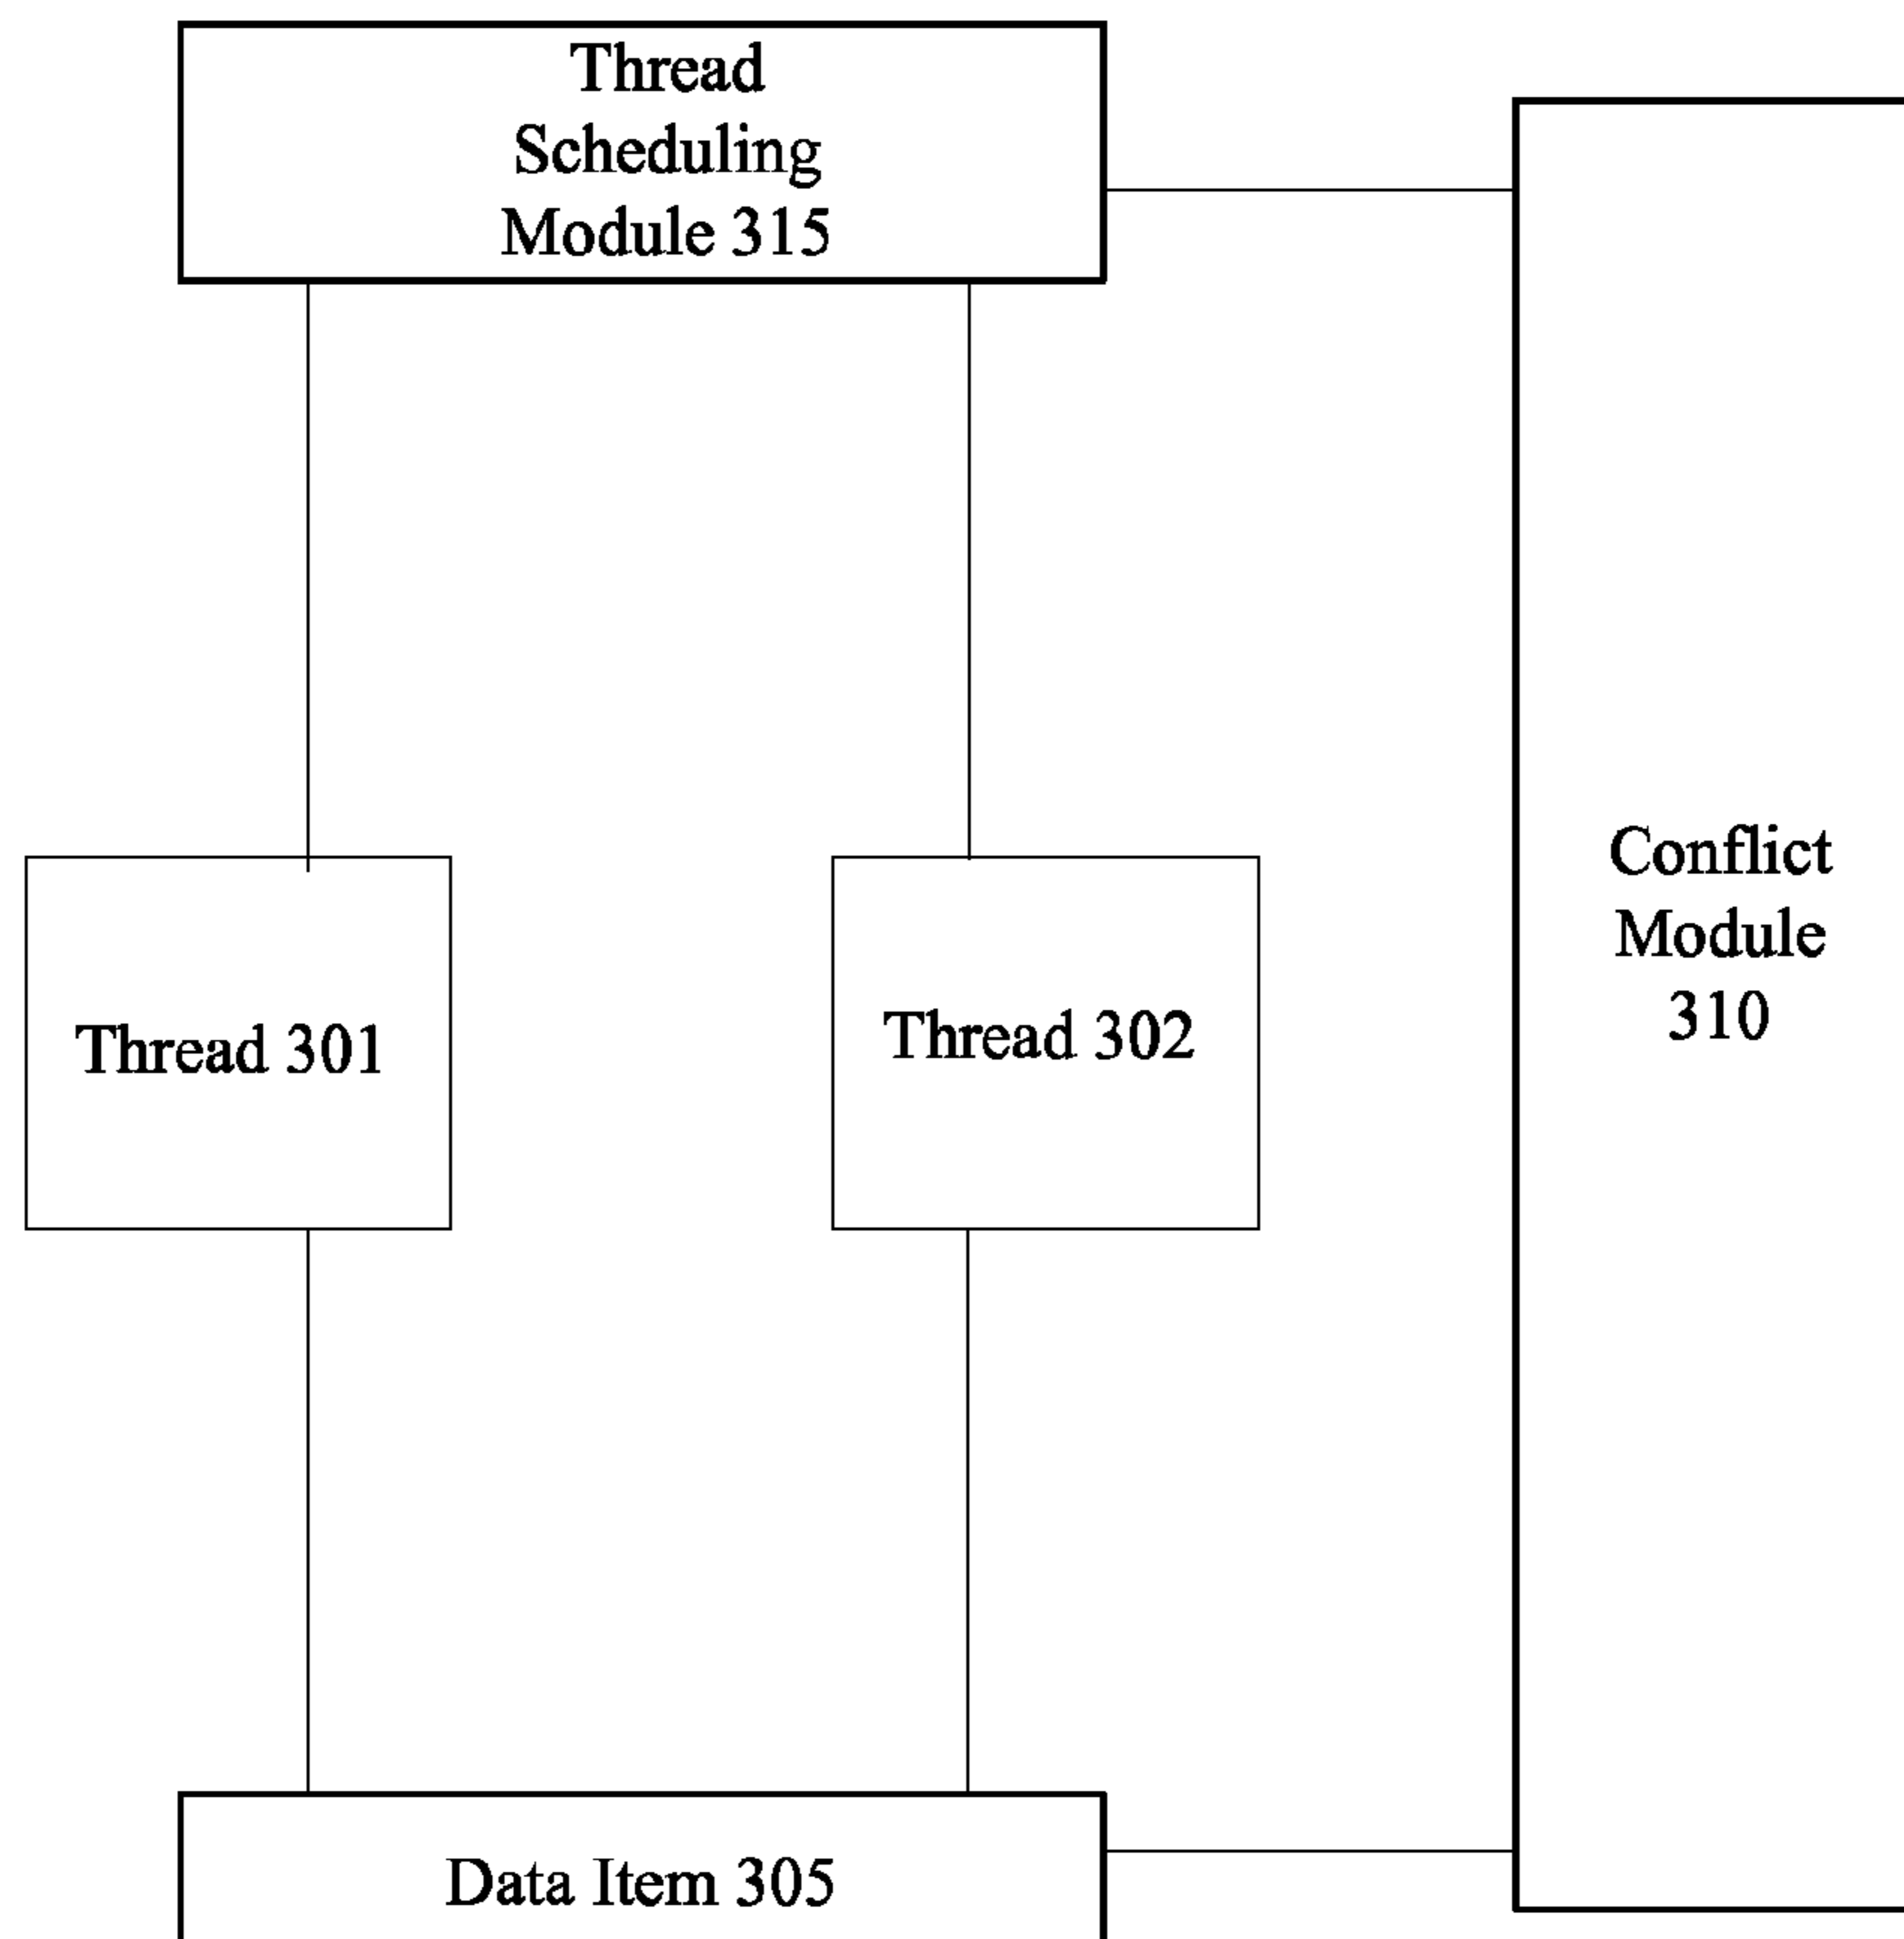 Thread
Scheduling
Module 315
Conflict
Module
310
Thread 301
Thread 302
Data Item 305